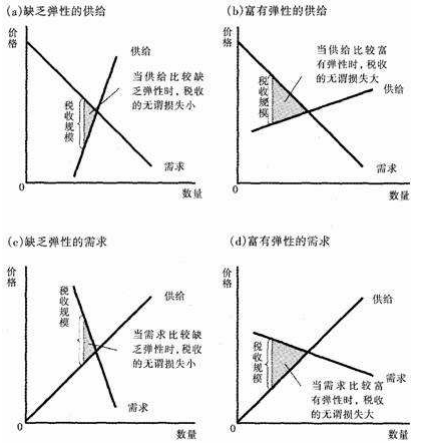 (a)缺乏弹性的供给
价格
供给
当供给比较缺
乏弹性时,税收
的无谓损失小
税收规模
需求
0
数量
(b)富有弹性的供给
价格
当供给比较富
有弹性时,税收
的无谓损失大
税收规模
供给
需求
0
数量
(c)缺乏弹性的需求
价格
供给
税收规模
当需求比较缺
乏弹性时,税收
的无谓损失小
需求
0
数量
(d)富有弹性的需求
价格
供给
税收规模
需求
当需求比较富
有弹性时,税收
的无谓损失大
0
数量